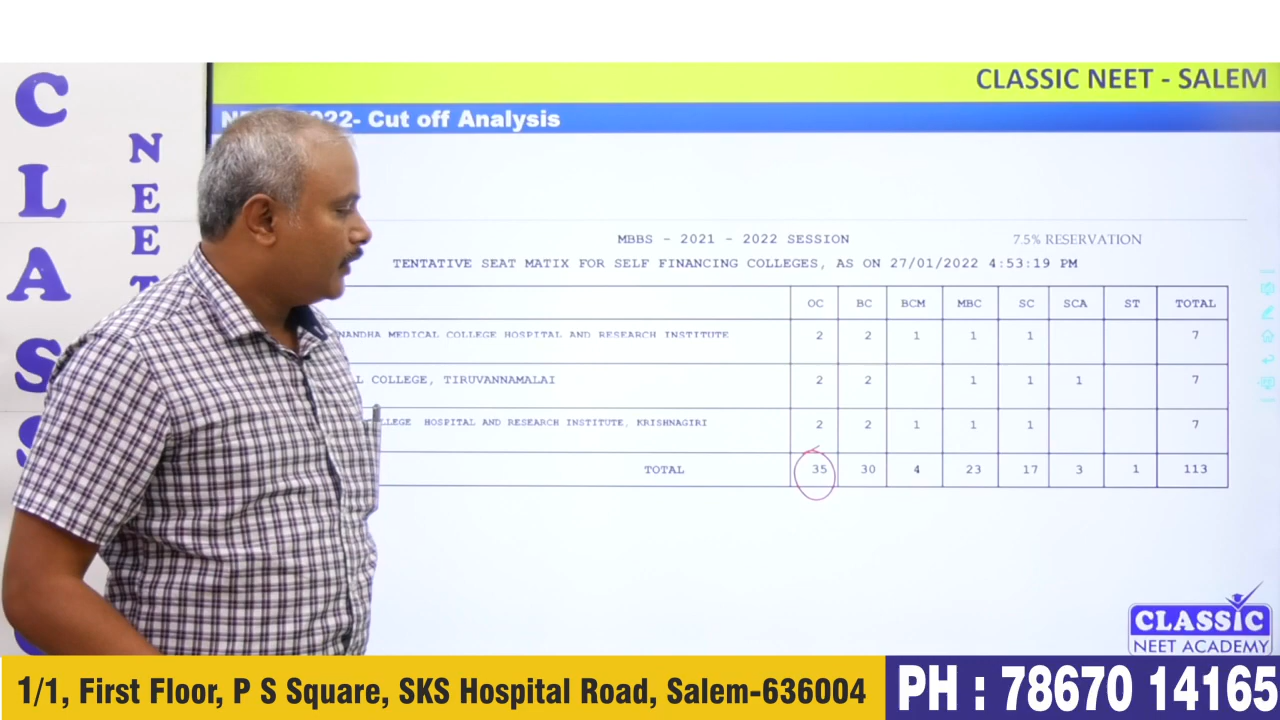 CLASSIC NEET - SALEM
2022- Cut off Analysis
C
L
A
S
S
N
E
E
T
MBBS - 2021 - 2022 SESSION 7.5% RESERVATION
TENTATIVE SEAT MATIX FOR SELF FINANCING COLLEGES, AS ON 27/01/2022 4:53:19 PM
OC BC BCM MBC SC SCA ST TOTAL
NANDHA MEDICAL COLLEGE HOSPITAL AND RESEARCH INSTITUTE 2 2 1 1 1 7
L COLLEGE, TIRUVANNAMALAI 2 2 1 1 1 7
LLEGE HOSPITAL AND RESEARCH INSTITUTE, KRISHNAGIRI 2 2 1 1 1 7
TOTAL 35 30 4 23 17 3 1 113
CLASSIC
NEET ACADEMY
1/1, First Floor, P S Square, SKS Hospital Road, Salem-636004
PH : 78670 14165